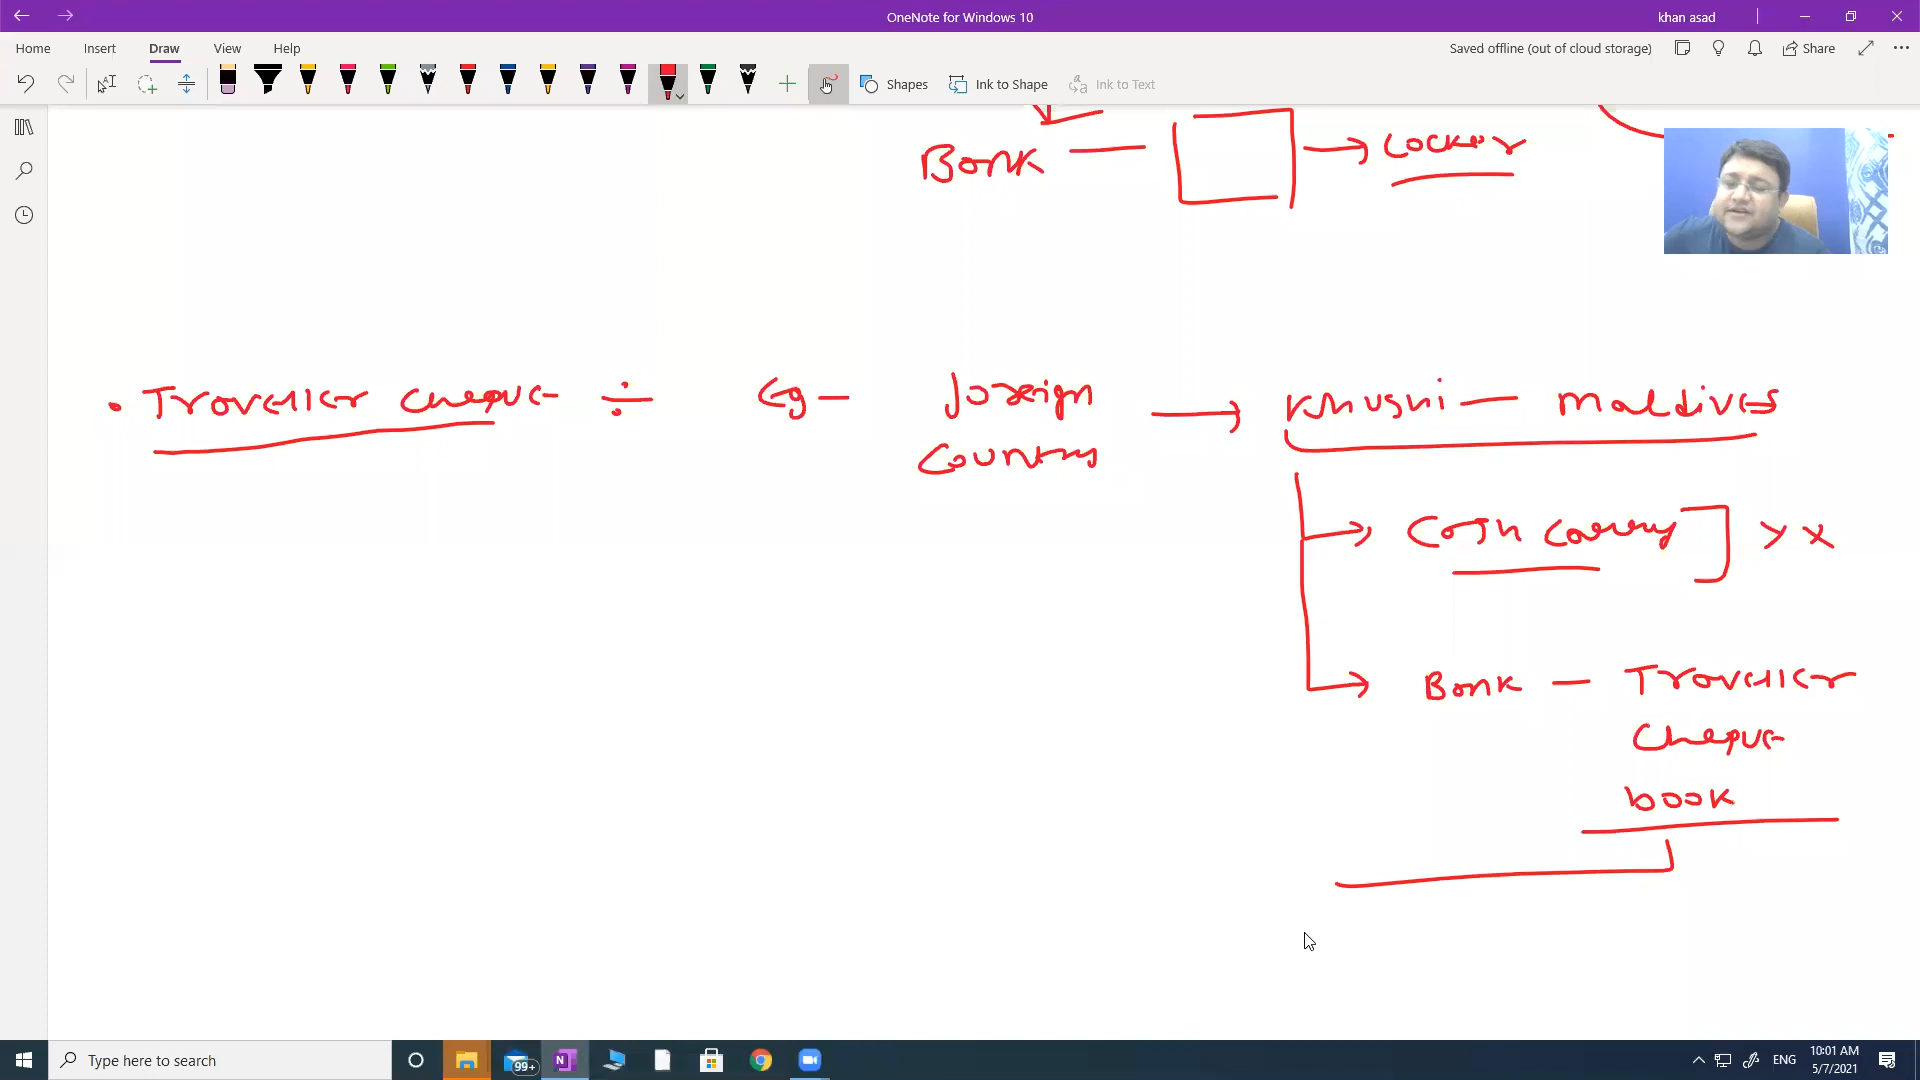 OneNote for Windows 10
khan asad
Home Insert Draw View Help
Saved offline (out of cloud storage)
Share
Shapes
Ink to Shape
Ink to Text
Bank — → Locker
• Traveller cheque ÷ Eg — foreign country → Khushi — maldives
→ Cash carry ] x x
→ Bank — Traveller
cheque
book
Type here to search
99+
ENG
10:01 AM
5/7/2021